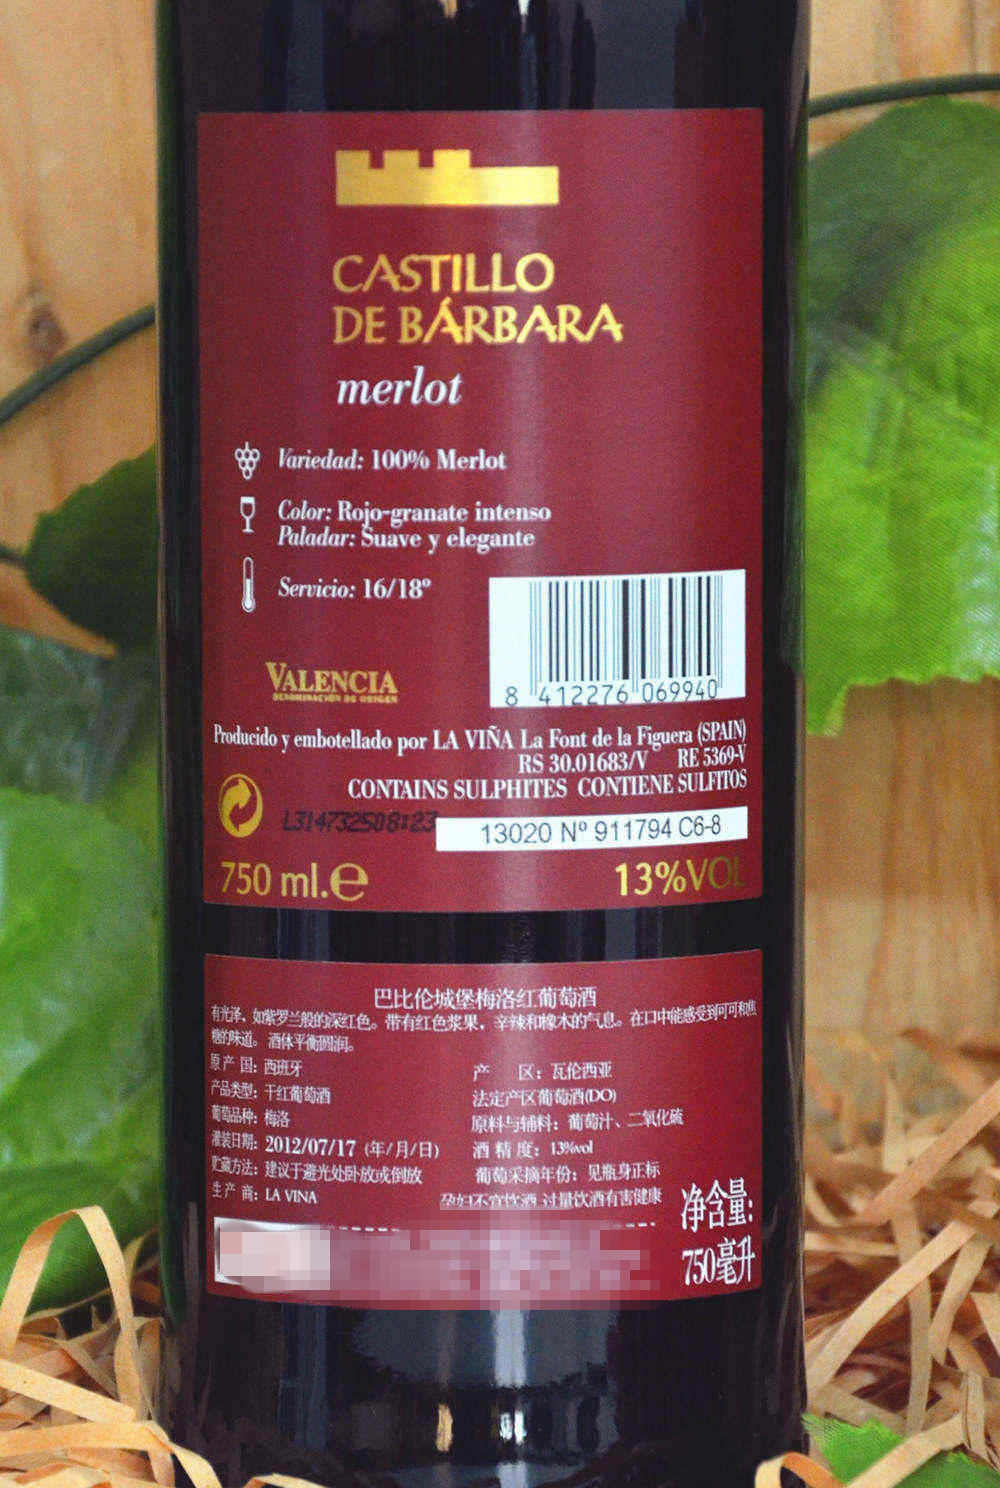 CASTILLO
DE BÁRBARA
merlot
Variedad: 100% Merlot
Color: Rojo-granate intenso
Paladar: Suave y elegante
Servicio: 16/18º
8 412276 069940
VALENCIA
DENOMINACIÓN DE ORIGEN
Producido y embotellado por LA VIÑA La Font de la Figuera (SPAIN)
RS 30.01683/V RE 5369-V
CONTAINS SULPHITES CONTIENE SULFITOS
L314732508:23
13020 Nº 911794 C6-8
750 ml.e 13%VOL
巴比伦城堡梅洛红葡萄酒
有光泽，如紫罗兰般的深红色。带有红色浆果，辛辣和橡木的气息。在口中能感受到可可和焦
糖的味道。酒体平衡圆润。
原产国：西班牙 产区：瓦伦西亚
产品类型：干红葡萄酒 法定产区葡萄酒(DO)
葡萄品种：梅洛 原料与辅料：葡萄汁、二氧化硫
灌装日期：2012/07/17 (年/月/日) 酒精度：13%vol
贮藏方法：建议于避光处卧放或倒放 葡萄采摘年份：见瓶身正标
生产商：LA VINA 孕妇不宜饮酒 过量饮酒有害健康
净含量：
750毫升